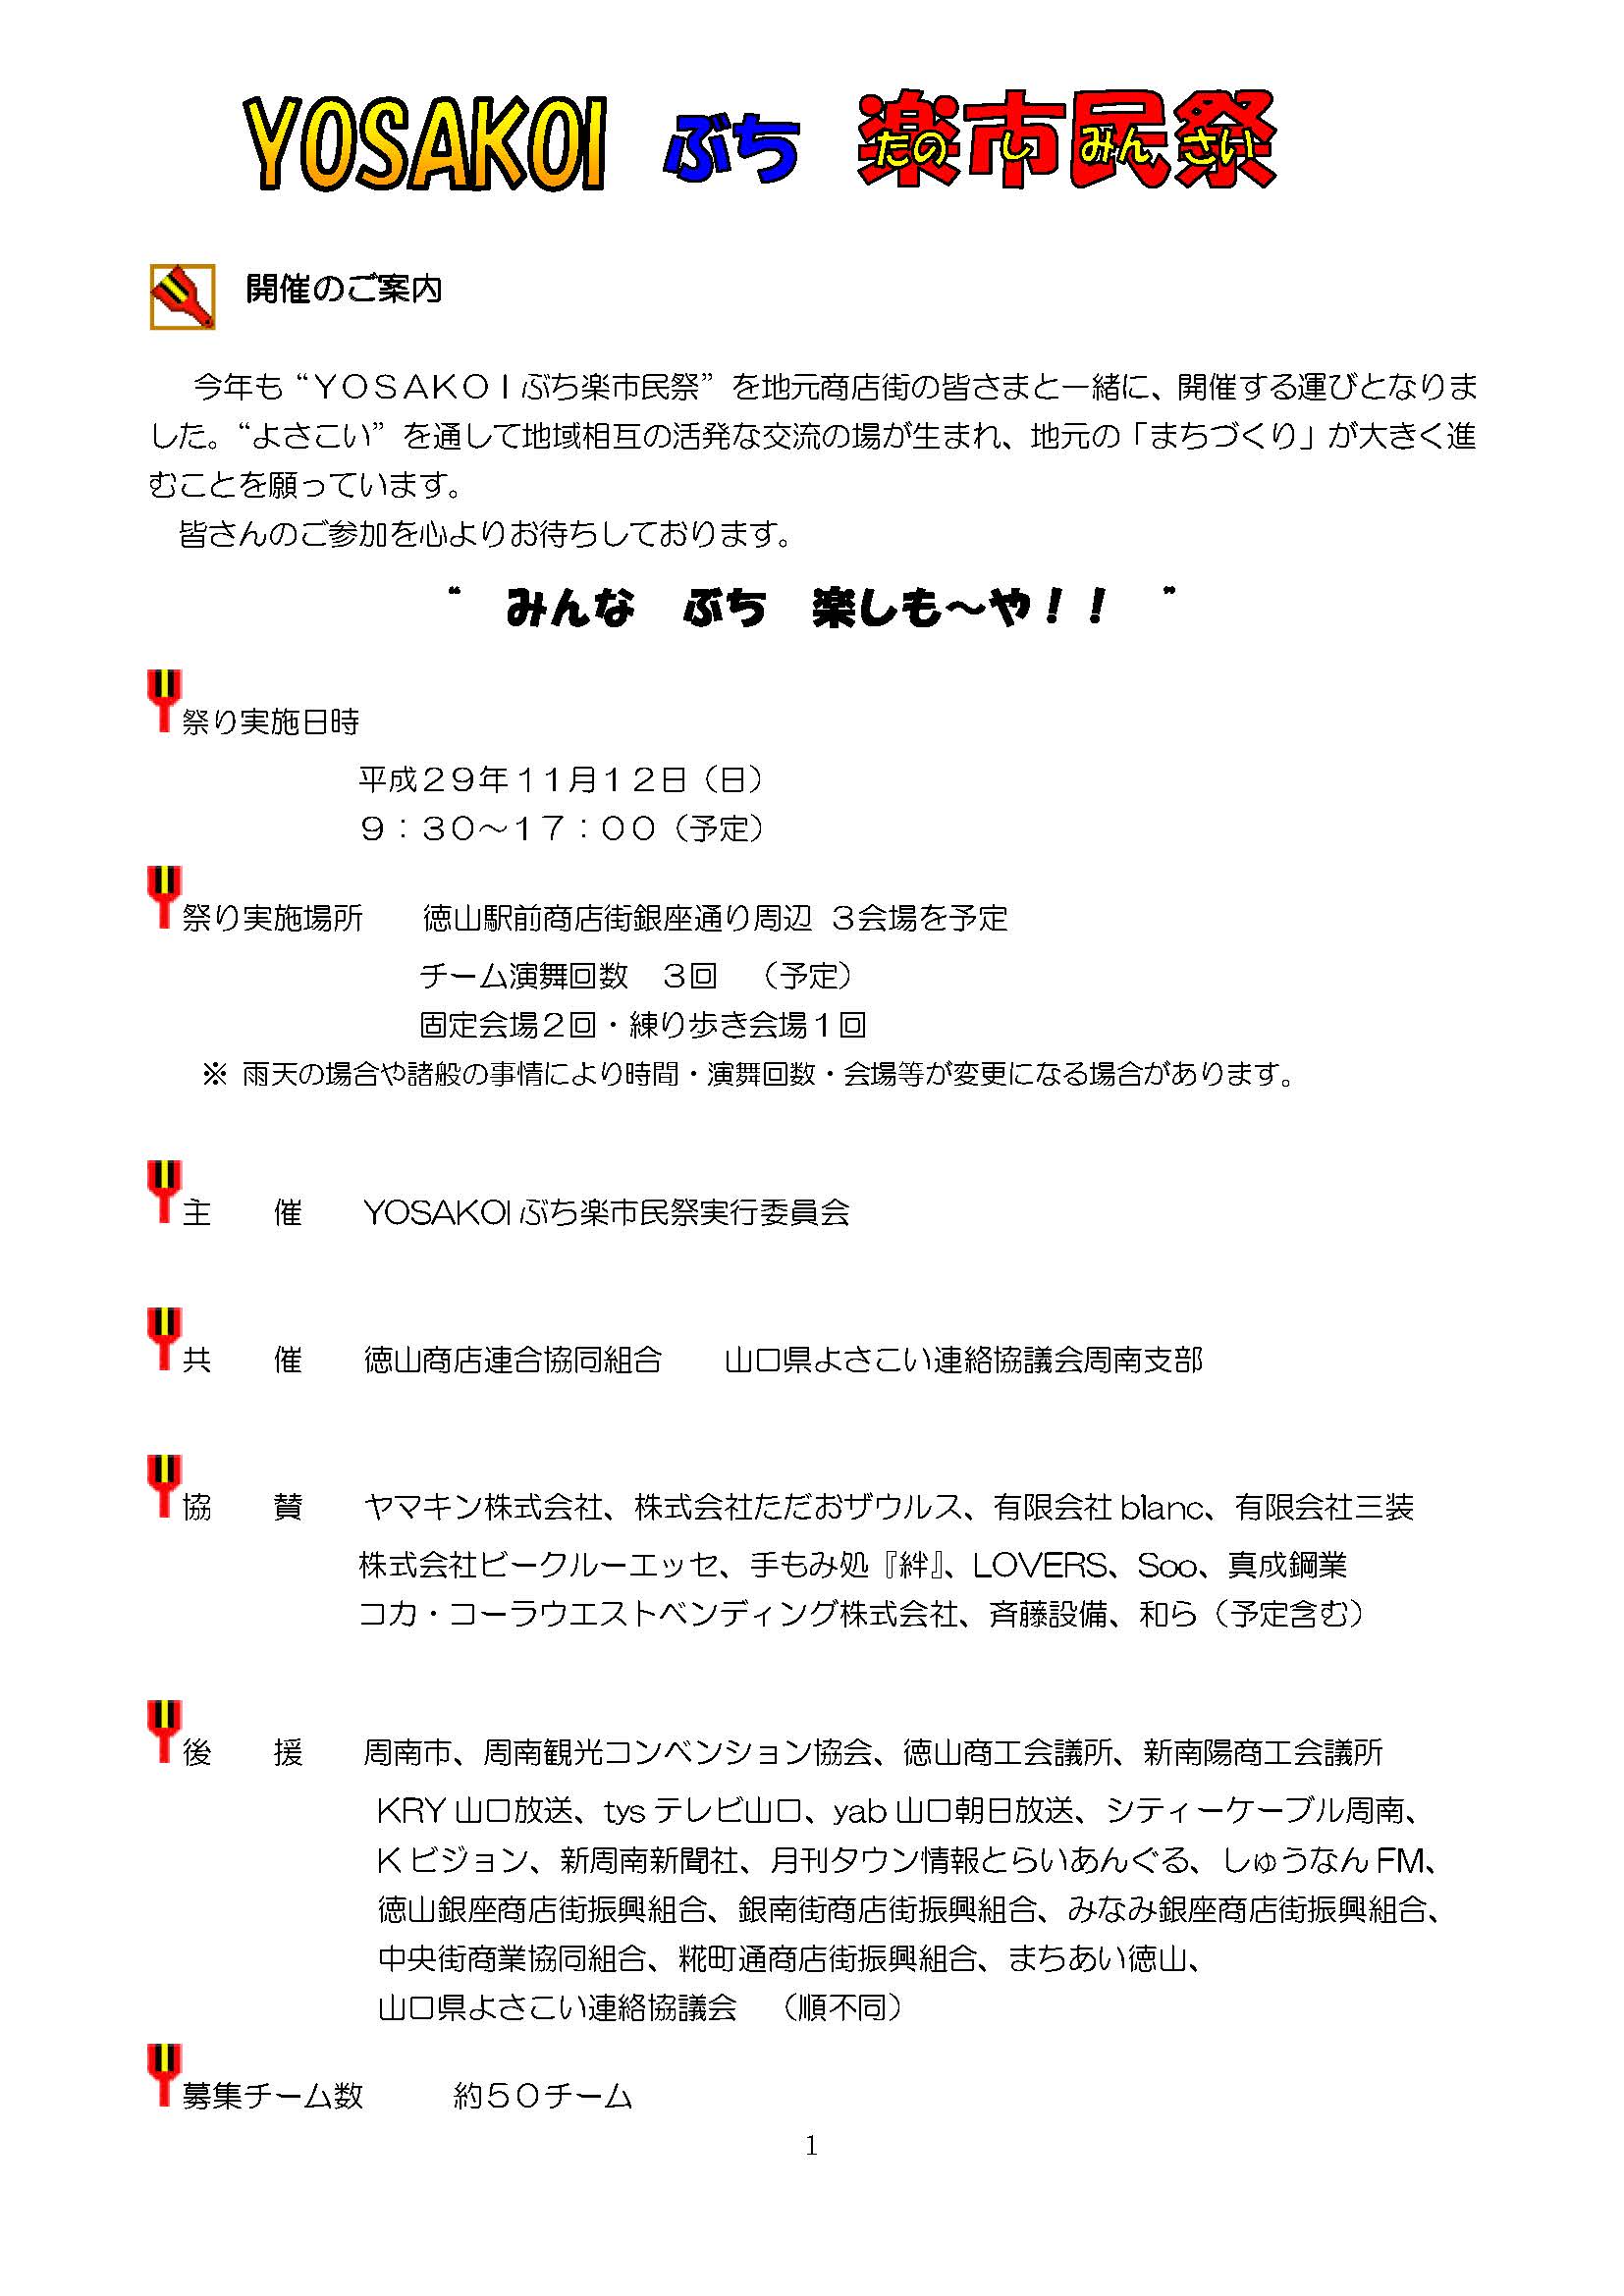 YOSAKOI ぶち 楽市民祭
たの し みん さい
開催のご案内
今年も“ＹＯＳＡＫＯＩぶち楽市民祭”を地元商店街の皆さまと一緒に、開催する運びとなりま
した。“よさこい”を通して地域相互の活発な交流の場が生まれ、地元の「まちづくり」が大きく進
むことを願っています。
皆さんのご参加を心よりお待ちしております。
“　みんな　ぶち　楽しも～や！！　”
祭り実施日時
平成２９年１１月１２日（日）
９：３０～１７：００（予定）
祭り実施場所　　徳山駅前商店街銀座通り周辺 ３会場を予定
チーム演舞回数　３回　（予定）
固定会場２回・練り歩き会場１回
※ 雨天の場合や諸般の事情により時間・演舞回数・会場等が変更になる場合があります。
主　　催　　YOSAKOIぶち楽市民祭実行委員会
共　　催　　徳山商店連合協同組合　　山口県よさこい連絡協議会周南支部
協　　賛　　ヤマキン株式会社、株式会社ただおザウルス、有限会社 blanc、有限会社三装
株式会社ビークルーエッセ、手もみ処『絆』、LOVERS、Soo、真成鋼業
コカ・コーラウエストベンディング株式会社、斉藤設備、和ら（予定含む）
後　　援　　周南市、周南観光コンベンション協会、徳山商工会議所、新南陽商工会議所
KRY 山口放送、tys テレビ山口、yab 山口朝日放送、シティーケーブル周南、
K ビジョン、新周南新聞社、月刊タウン情報とらいあんぐる、しゅうなん FM、
徳山銀座商店街振興組合、銀南街商店街振興組合、みなみ銀座商店街振興組合、
中央街商業協同組合、糀町通商店街振興組合、まちあい徳山、
山口県よさこい連絡協議会　（順不同）
募集チーム数　　　約５０チーム
1